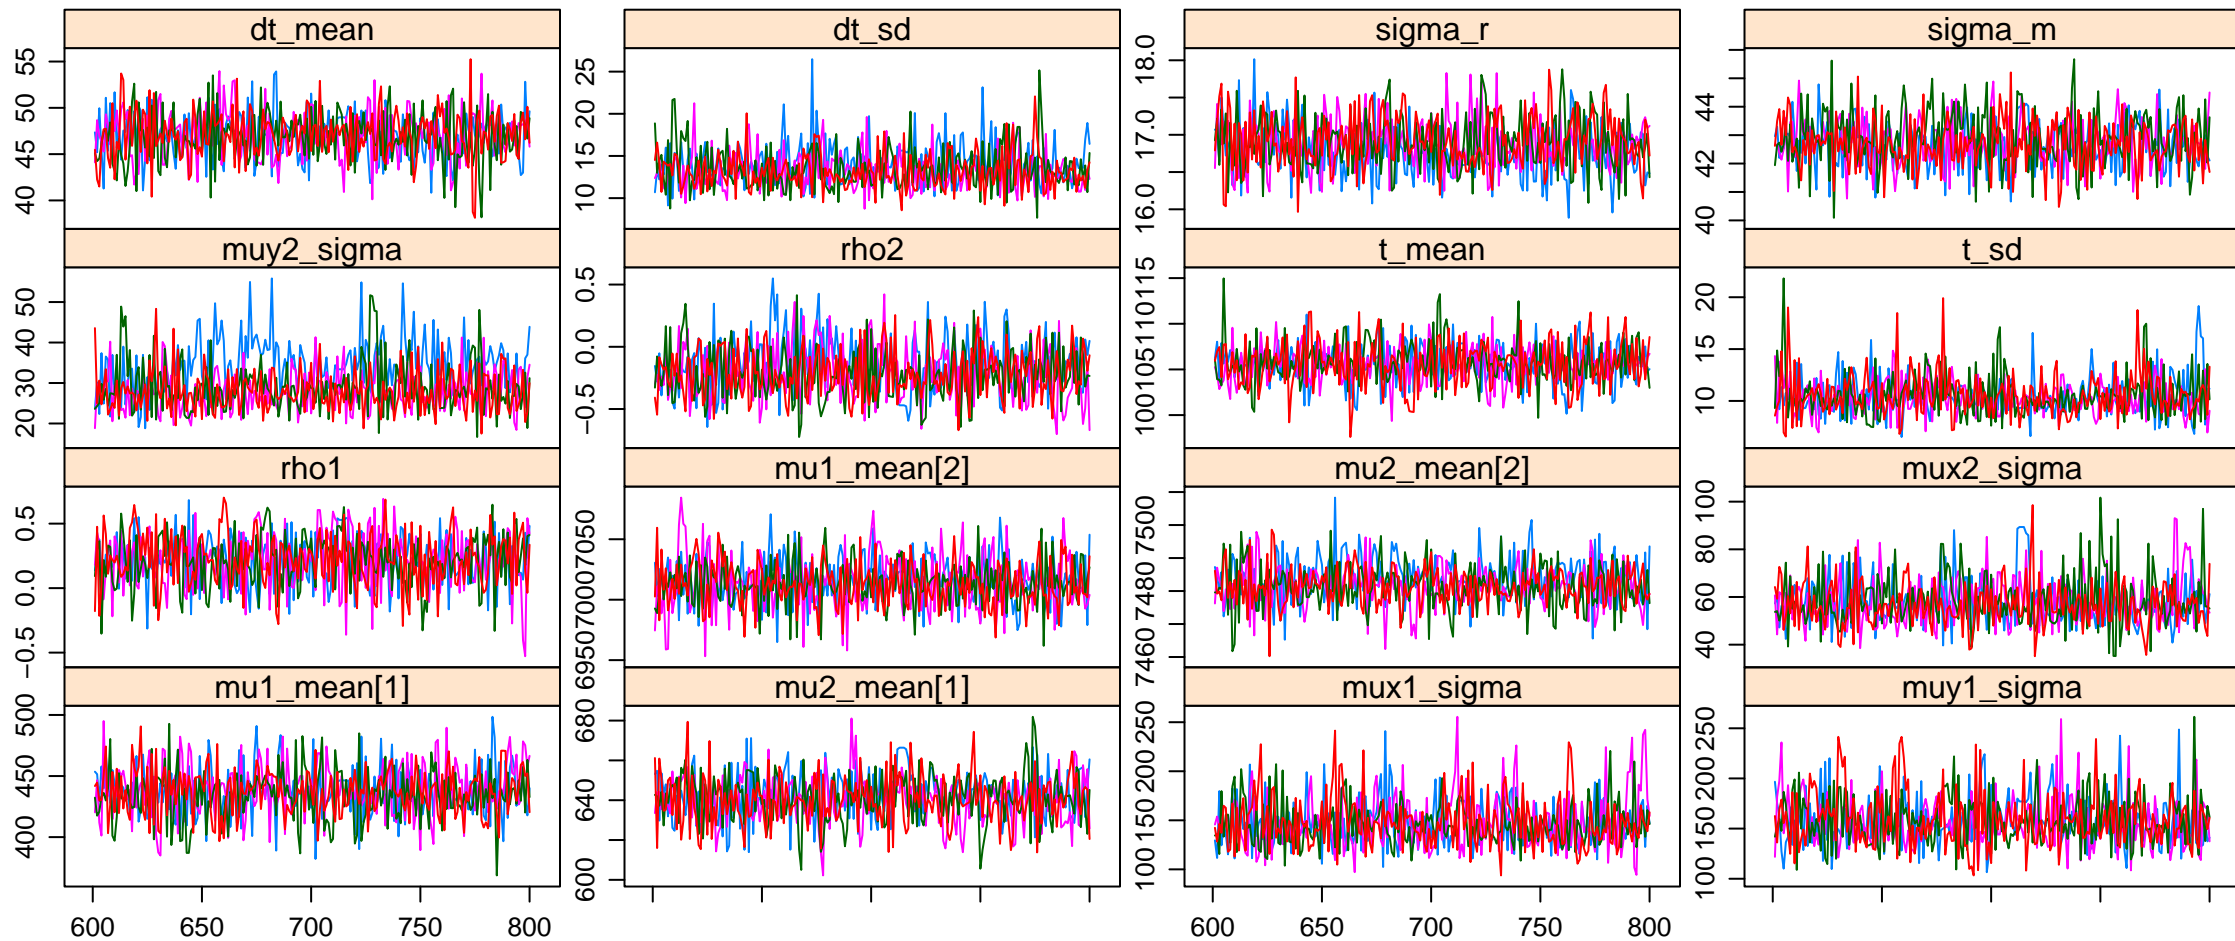 dt_mean dt_sd sigma_r sigma_m
40 45 50 55
10 15 20 25
16.0 17.0 18.0
40 42 44
muy2_sigma rho2 t_mean t_sd
20 30 40 50
−0.5 0.0 0.5
100 105 110 115
10 15 20
rho1 mu1_mean[2] mu2_mean[2] mux2_sigma
−0.5 0.0 0.5
6950 7000 7050
7460 7480 7500
40 60 80 100
mu1_mean[1] mu2_mean[1] mux1_sigma muy1_sigma
400 450 500
600 640 680
100 150 200 250
100 150 200 250
600 650 700 750 800
600 650 700 750 800